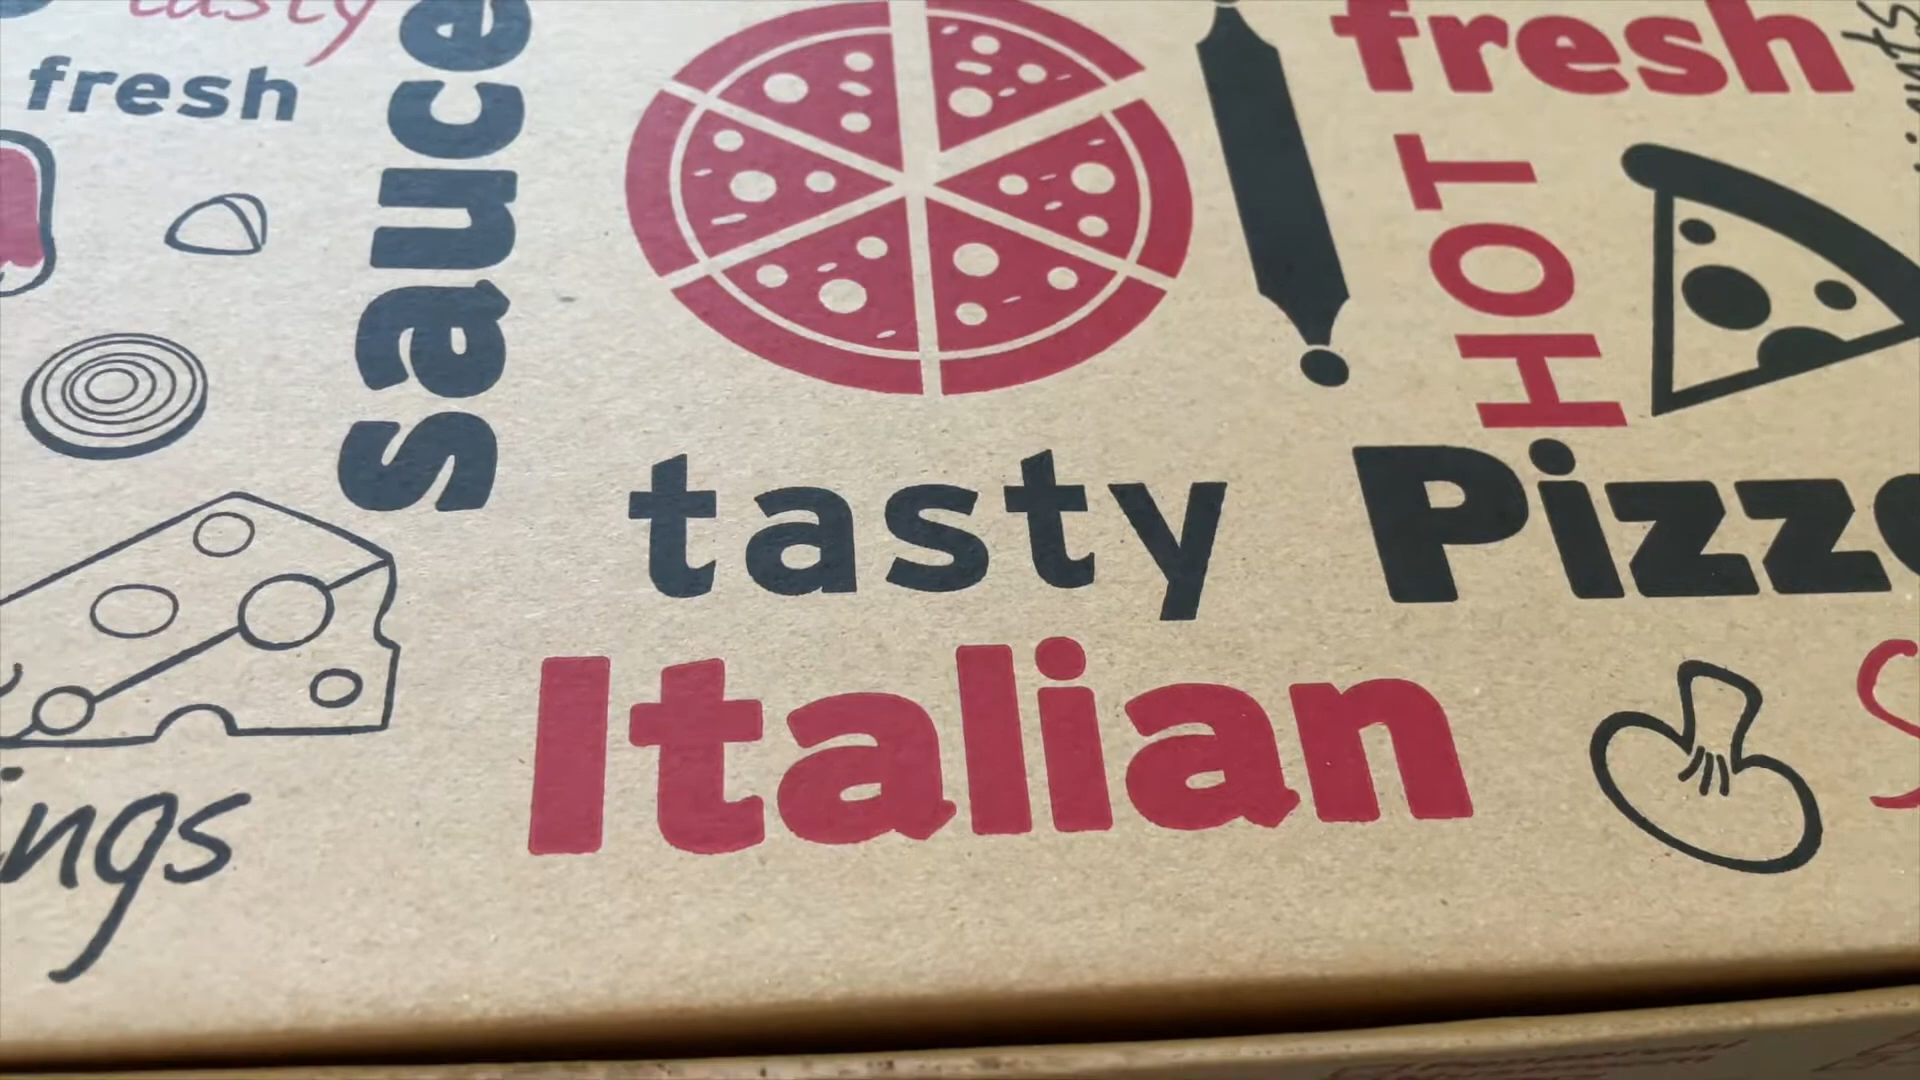 tasty
fresh
sauce
fresh
HOT
tasty
Pizz
Italian
ings